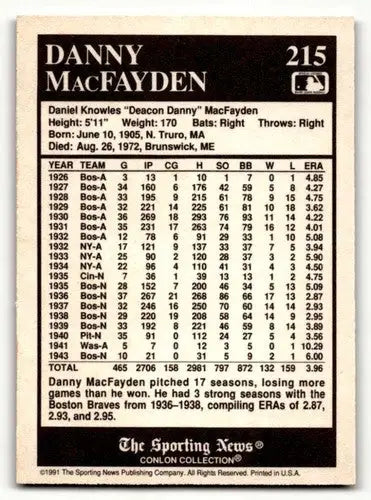 DANNY 215
MACFAYDEN
Daniel Knowles "Deacon Danny" MacFayden
Height: 5'11" Weight: 170 Bats: Right Throws: Right
Born: June 10, 1905, N. Truro, MA
Died: Aug. 26, 1972, Brunswick, ME
YEAR TEAM G IP CG H SO BB W L ERA
1926 Bos-A 3 13 1 10 1 7 0 1 4.85
1927 Bos-A 34 160 6 176 42 59 5 8 4.27
1928 Bos-A 33 195 9 215 78 9 15 4.75
1929 Bos-A 32 221 14 225 61 81 10 18 3.62
1930 Bos-A 36 269 18 293 76 93 11 14 4.22
1931 Bos-A 35 231 17 263 74 79 16 12 4.01
1932 Bos-A 12 78 6 91 29 33 1 10 5.08
1932 NY-A 17 121 9 137 33 37 7 5 3.94
1933 NY-A 25 90 2 120 28 37 3 2 5.90
1934 NY-A 22 96 4 110 41 31 4 3 4.50
1935 Cin-N 7 36 1 39 13 13 1 2 4.75
1935 Bos-N 28 152 7 200 46 34 5 13 5.09
1936 Bos-N 37 267 21 268 86 66 17 13 2.87
1937 Bos-N 32 246 16 250 70 60 14 14 2.93
1938 Bos-N 29 220 19 208 58 64 14 9 2.95
1939 Bos-N 33 192 8 221 46 59 8 14 3.89
1940 Pit-N 35 91 0 112 24 27 5 4 3.56
1941 Was-A 5 7 0 12 3 5 0 1 10.29
1943 Bos-N 10 21 0 31 5 9 2 1 6.00
TOTAL 465 2706 158 2981 797 872 132 159 3.96
Danny MacFayden pitched 17 seasons, losing more
games than he won. He had 3 strong seasons with the
Boston Braves from 1936–1938, compiling ERAs of 2.87,
2.93, and 2.95.
The Sporting News®
CONLON COLLECTION®
©1991 The Sporting News Publishing Company. All Rights Reserved. Printed in U.S.A.